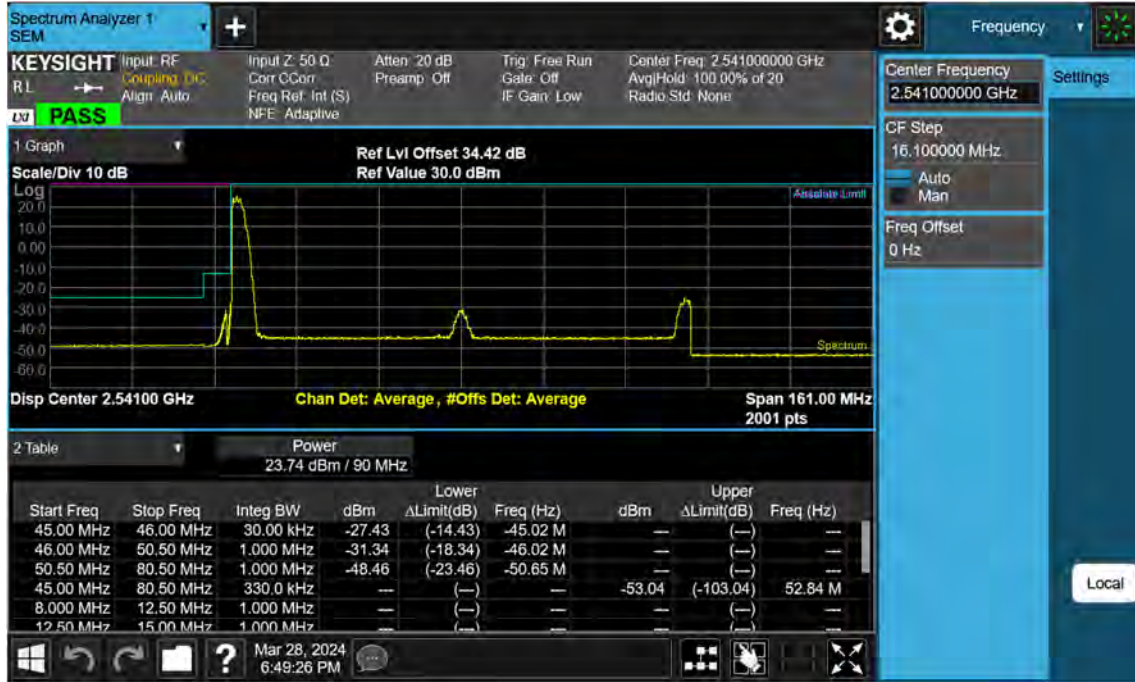 Spectrum Analyzer 1
SEM
+
Frequency
KEYSIGHT
RL
LXI
PASS
Input: RF
Coupling: DC
Align: Auto
Input Z: 50 Ω
Corr CCorr
Freq Ref: Int (S)
NFE: Adaptive
Atten: 20 dB
Preamp: Off
Trig: Free Run
Gate: Off
IF Gain: Low
Center Freq: 2.541000000 GHz
Avg|Hold: 100.00% of 20
Radio Std: None
Center Frequency
2.541000000 GHz
Settings
CF Step
16.100000 MHz
Auto
Man
Freq Offset
0 Hz
1 Graph
Scale/Div 10 dB
Ref Lvl Offset 34.42 dB
Ref Value 30.0 dBm
Log
Absolute Limit
20.0
10.0
0.00
-10.0
-20.0
-30.0
-40.0
-50.0
-60.0
Spectrum
Disp Center 2.54100 GHz
Chan Det: Average , #Offs Det: Average
Span 161.00 MHz
2001 pts
2 Table
Power
23.74 dBm / 90 MHz
Lower Upper
Start Freq Stop Freq Integ BW dBm ΔLimit(dB) Freq (Hz) dBm ΔLimit(dB) Freq (Hz)
45.00 MHz 46.00 MHz 30.00 kHz -27.43 (-14.43) -45.02 M --- (---) ---
46.00 MHz 50.50 MHz 1.000 MHz -31.34 (-18.34) -46.02 M --- (---) ---
50.50 MHz 80.50 MHz 1.000 MHz -48.46 (-23.46) -50.65 M --- (---) ---
45.00 MHz 80.50 MHz 330.0 kHz --- (---) --- -53.04 (-103.04) 52.84 M
8.000 MHz 12.50 MHz 1.000 MHz --- (---) --- --- (---) ---
12.50 MHz 15.00 MHz 1.000 MHz --- (---) --- --- (---) ---
Local
?
Mar 28, 2024
6:49:26 PM